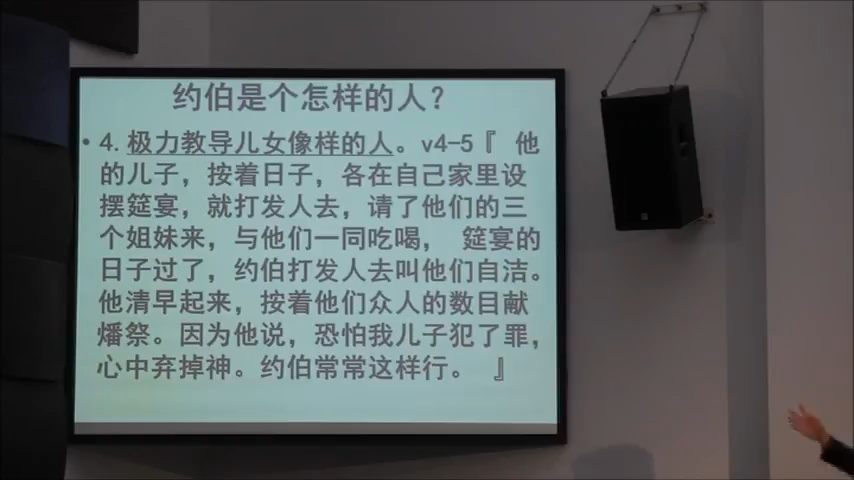 约伯是个怎样的人？
• 4. 极力教导儿女像样的人。v4-5『 他
的儿子，按着日子，各在自己家里设
摆筵宴，就打发人去，请了他们的三
个姐妹来，与他们一同吃喝， 筵宴的
日子过了，约伯打发人去叫他们自洁。
他清早起来，按着他们众人的数目献
燔祭。因为他说，恐怕我儿子犯了罪，
心中弃掉神。约伯常常这样行。 』